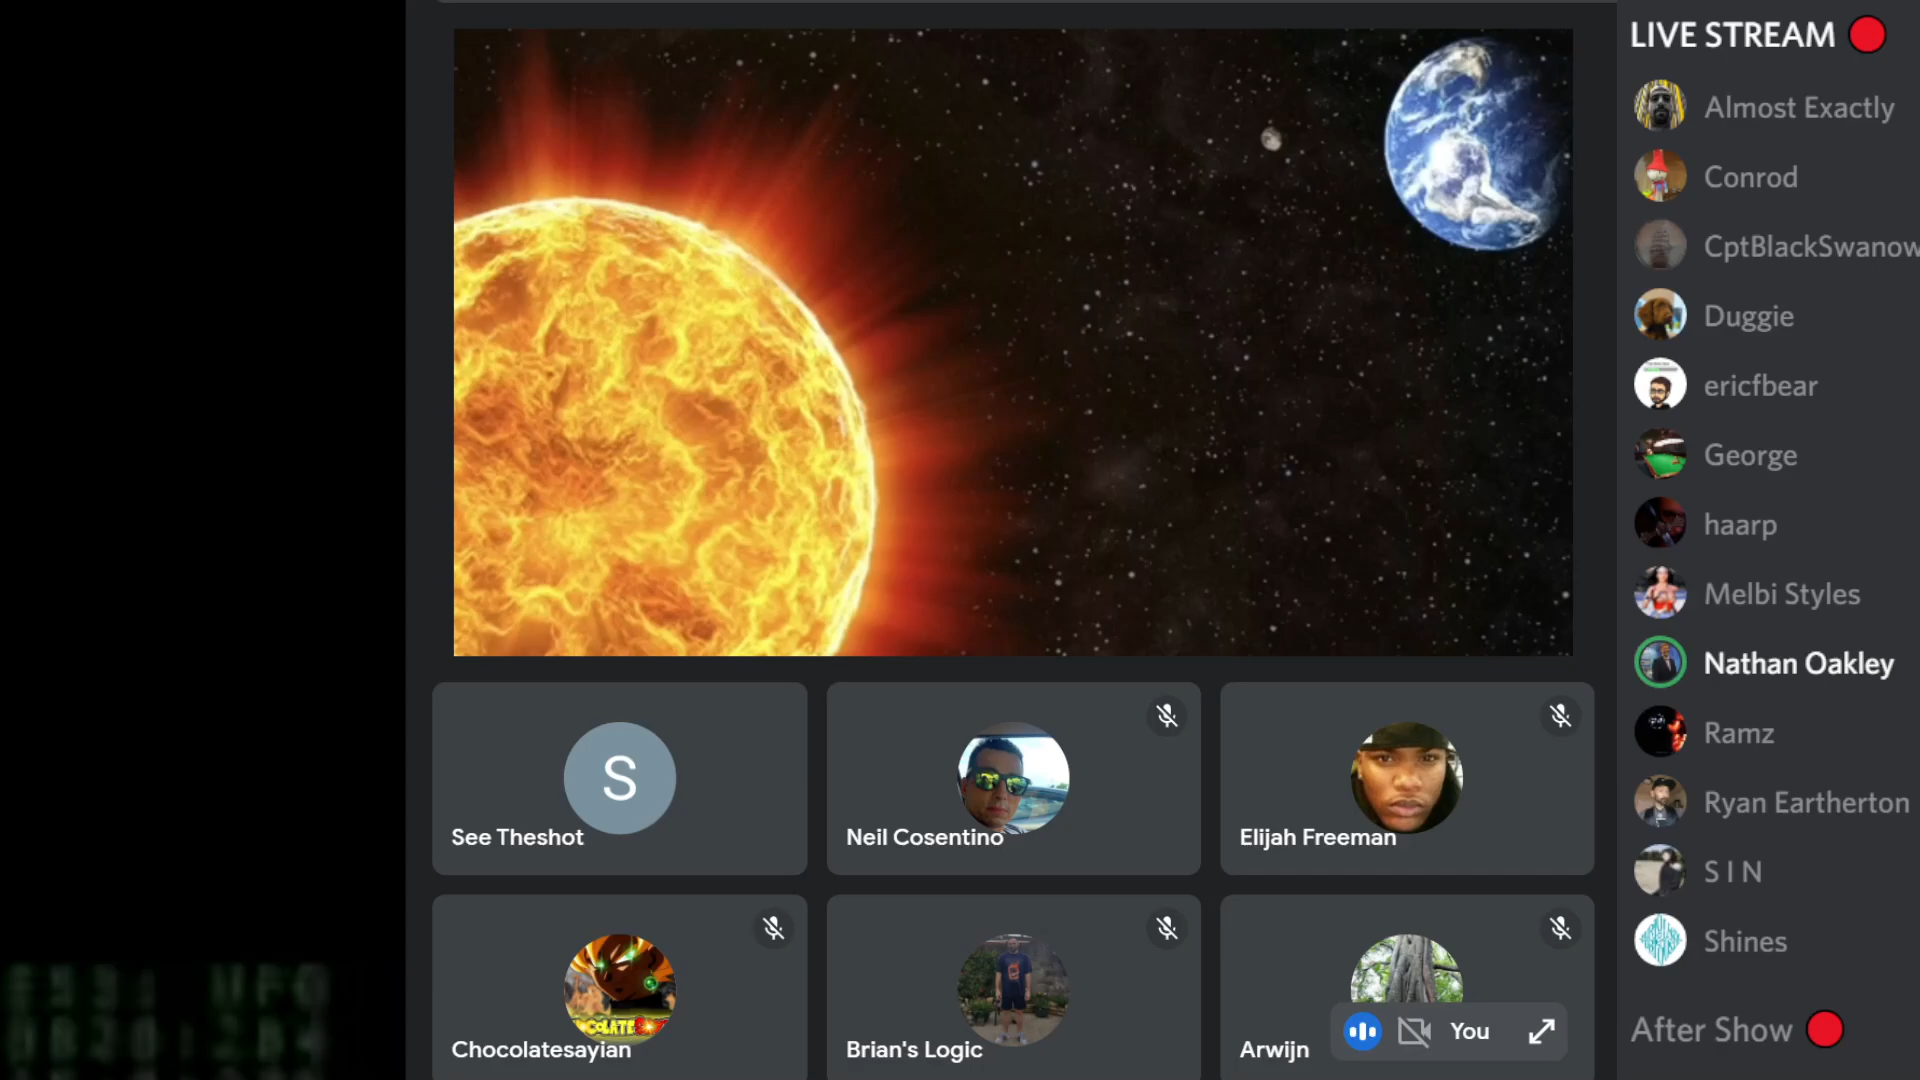 LIVE STREAM
Almost Exactly
Conrod
CptBlackSwanow
Duggie
ericfbear
George
haarp
Melbi Styles
Nathan Oakley
Ramz
Ryan Eartherton
S I N
Shines
After Show
S
See Theshot
Neil Cosentino
Elijah Freeman
Chocolatesayian
Brian's Logic
Arwijn
You